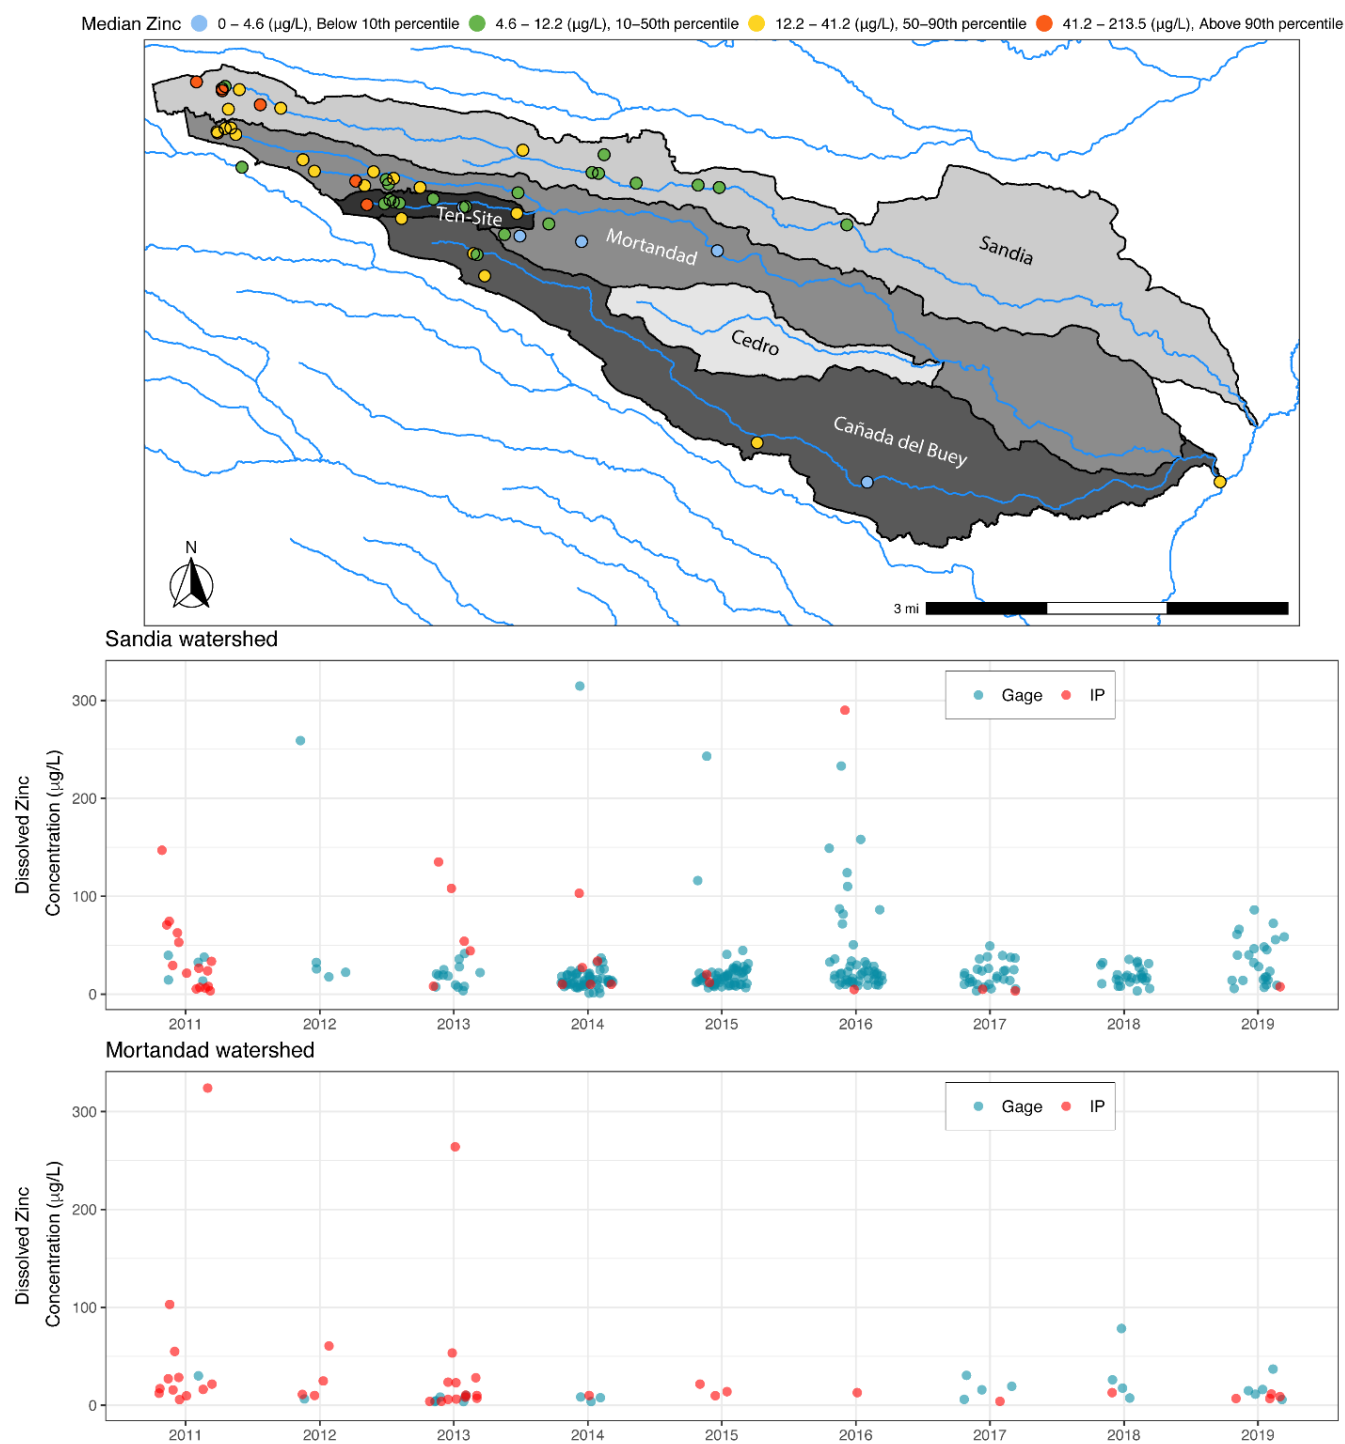 Median Zinc 0 – 4.6 (µg/L), Below 10th percentile 4.6 – 12.2 (µg/L), 10–50th percentile 12.2 – 41.2 (µg/L), 50–90th percentile 41.2 – 213.5 (µg/L), Above 90th percentile
Ten-Site
Mortandad
Sandia
Cedro
Cañada del Buey
N
3 mi
Sandia watershed
Gage IP
Dissolved Zinc
Concentration (µg/L)
300
200
100
0
2011 2012 2013 2014 2015 2016 2017 2018 2019
Mortandad watershed
Gage IP
Dissolved Zinc
Concentration (µg/L)
300
200
100
0
2011 2012 2013 2014 2015 2016 2017 2018 2019